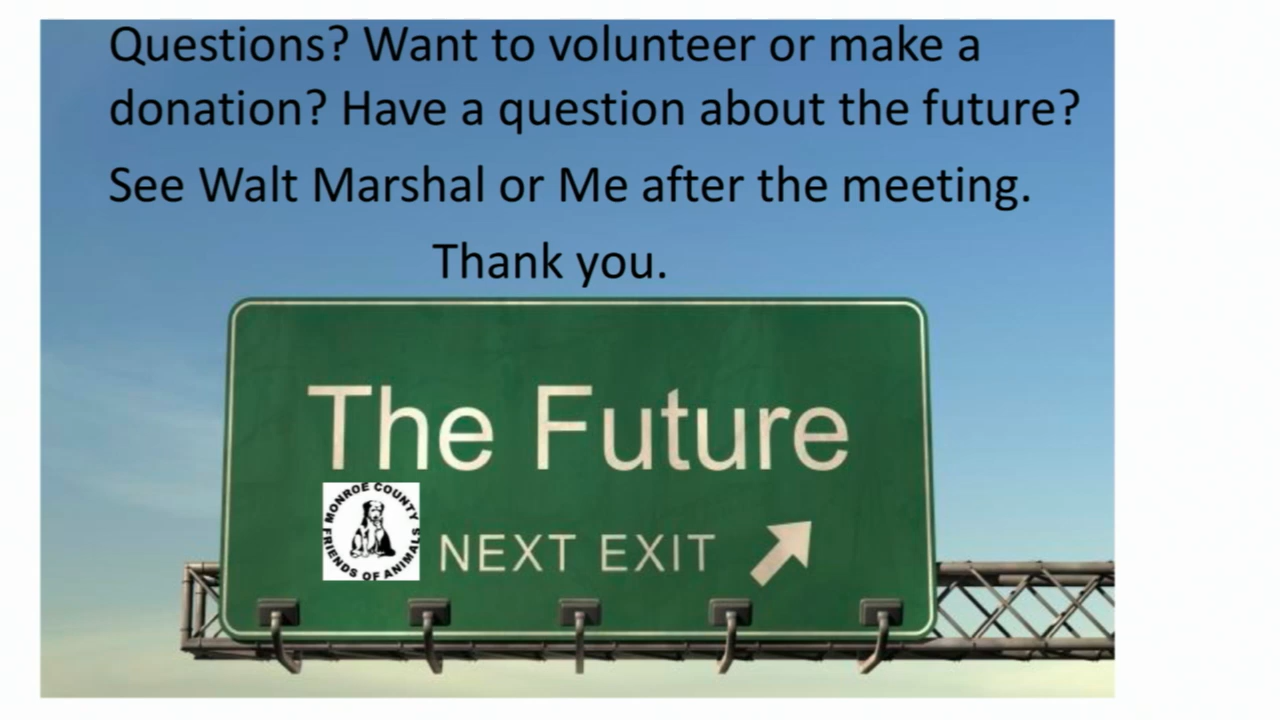 Questions? Want to volunteer or make a
donation? Have a question about the future?
See Walt Marshal or Me after the meeting.
Thank you.
The Future
MONROE COUNTY
FRIENDS OF ANIMALS
NEXT EXIT